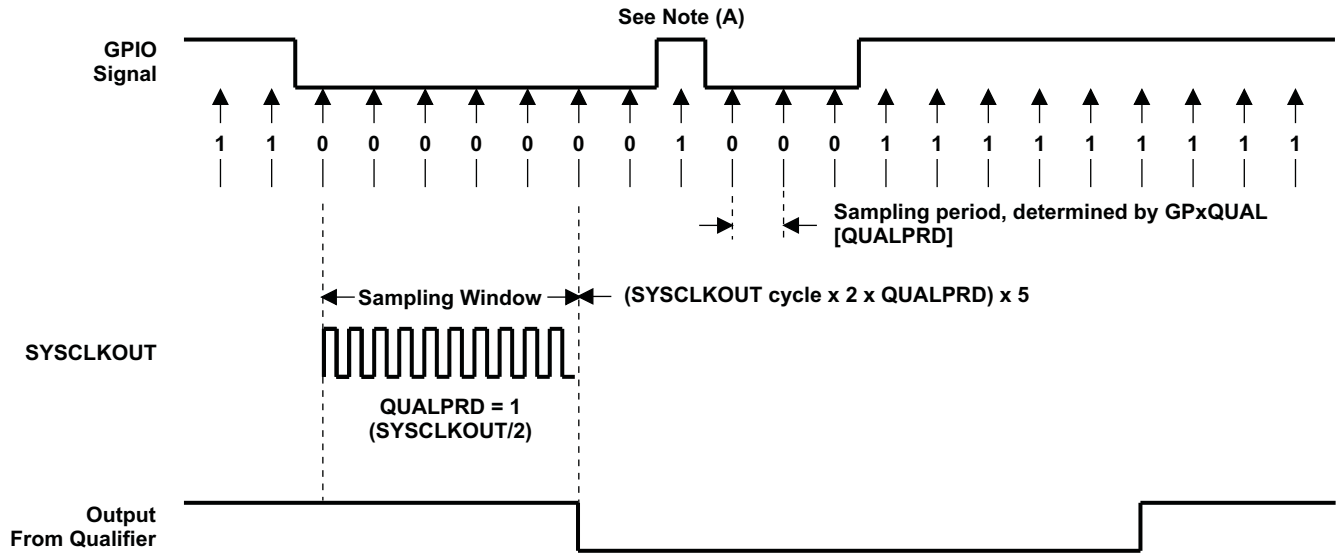 See Note (A)
GPIO
Signal
1 1 0 0 0 0 0 0 0 1 0 0 0 1 1 1 1 1 1 1 1 1
Sampling period, determined by GPxQUAL
[QUALPRD]
Sampling Window
(SYSCLKOUT cycle x 2 x QUALPRD) x 5
SYSCLKOUT
QUALPRD = 1
(SYSCLKOUT/2)
Output
From Qualifier